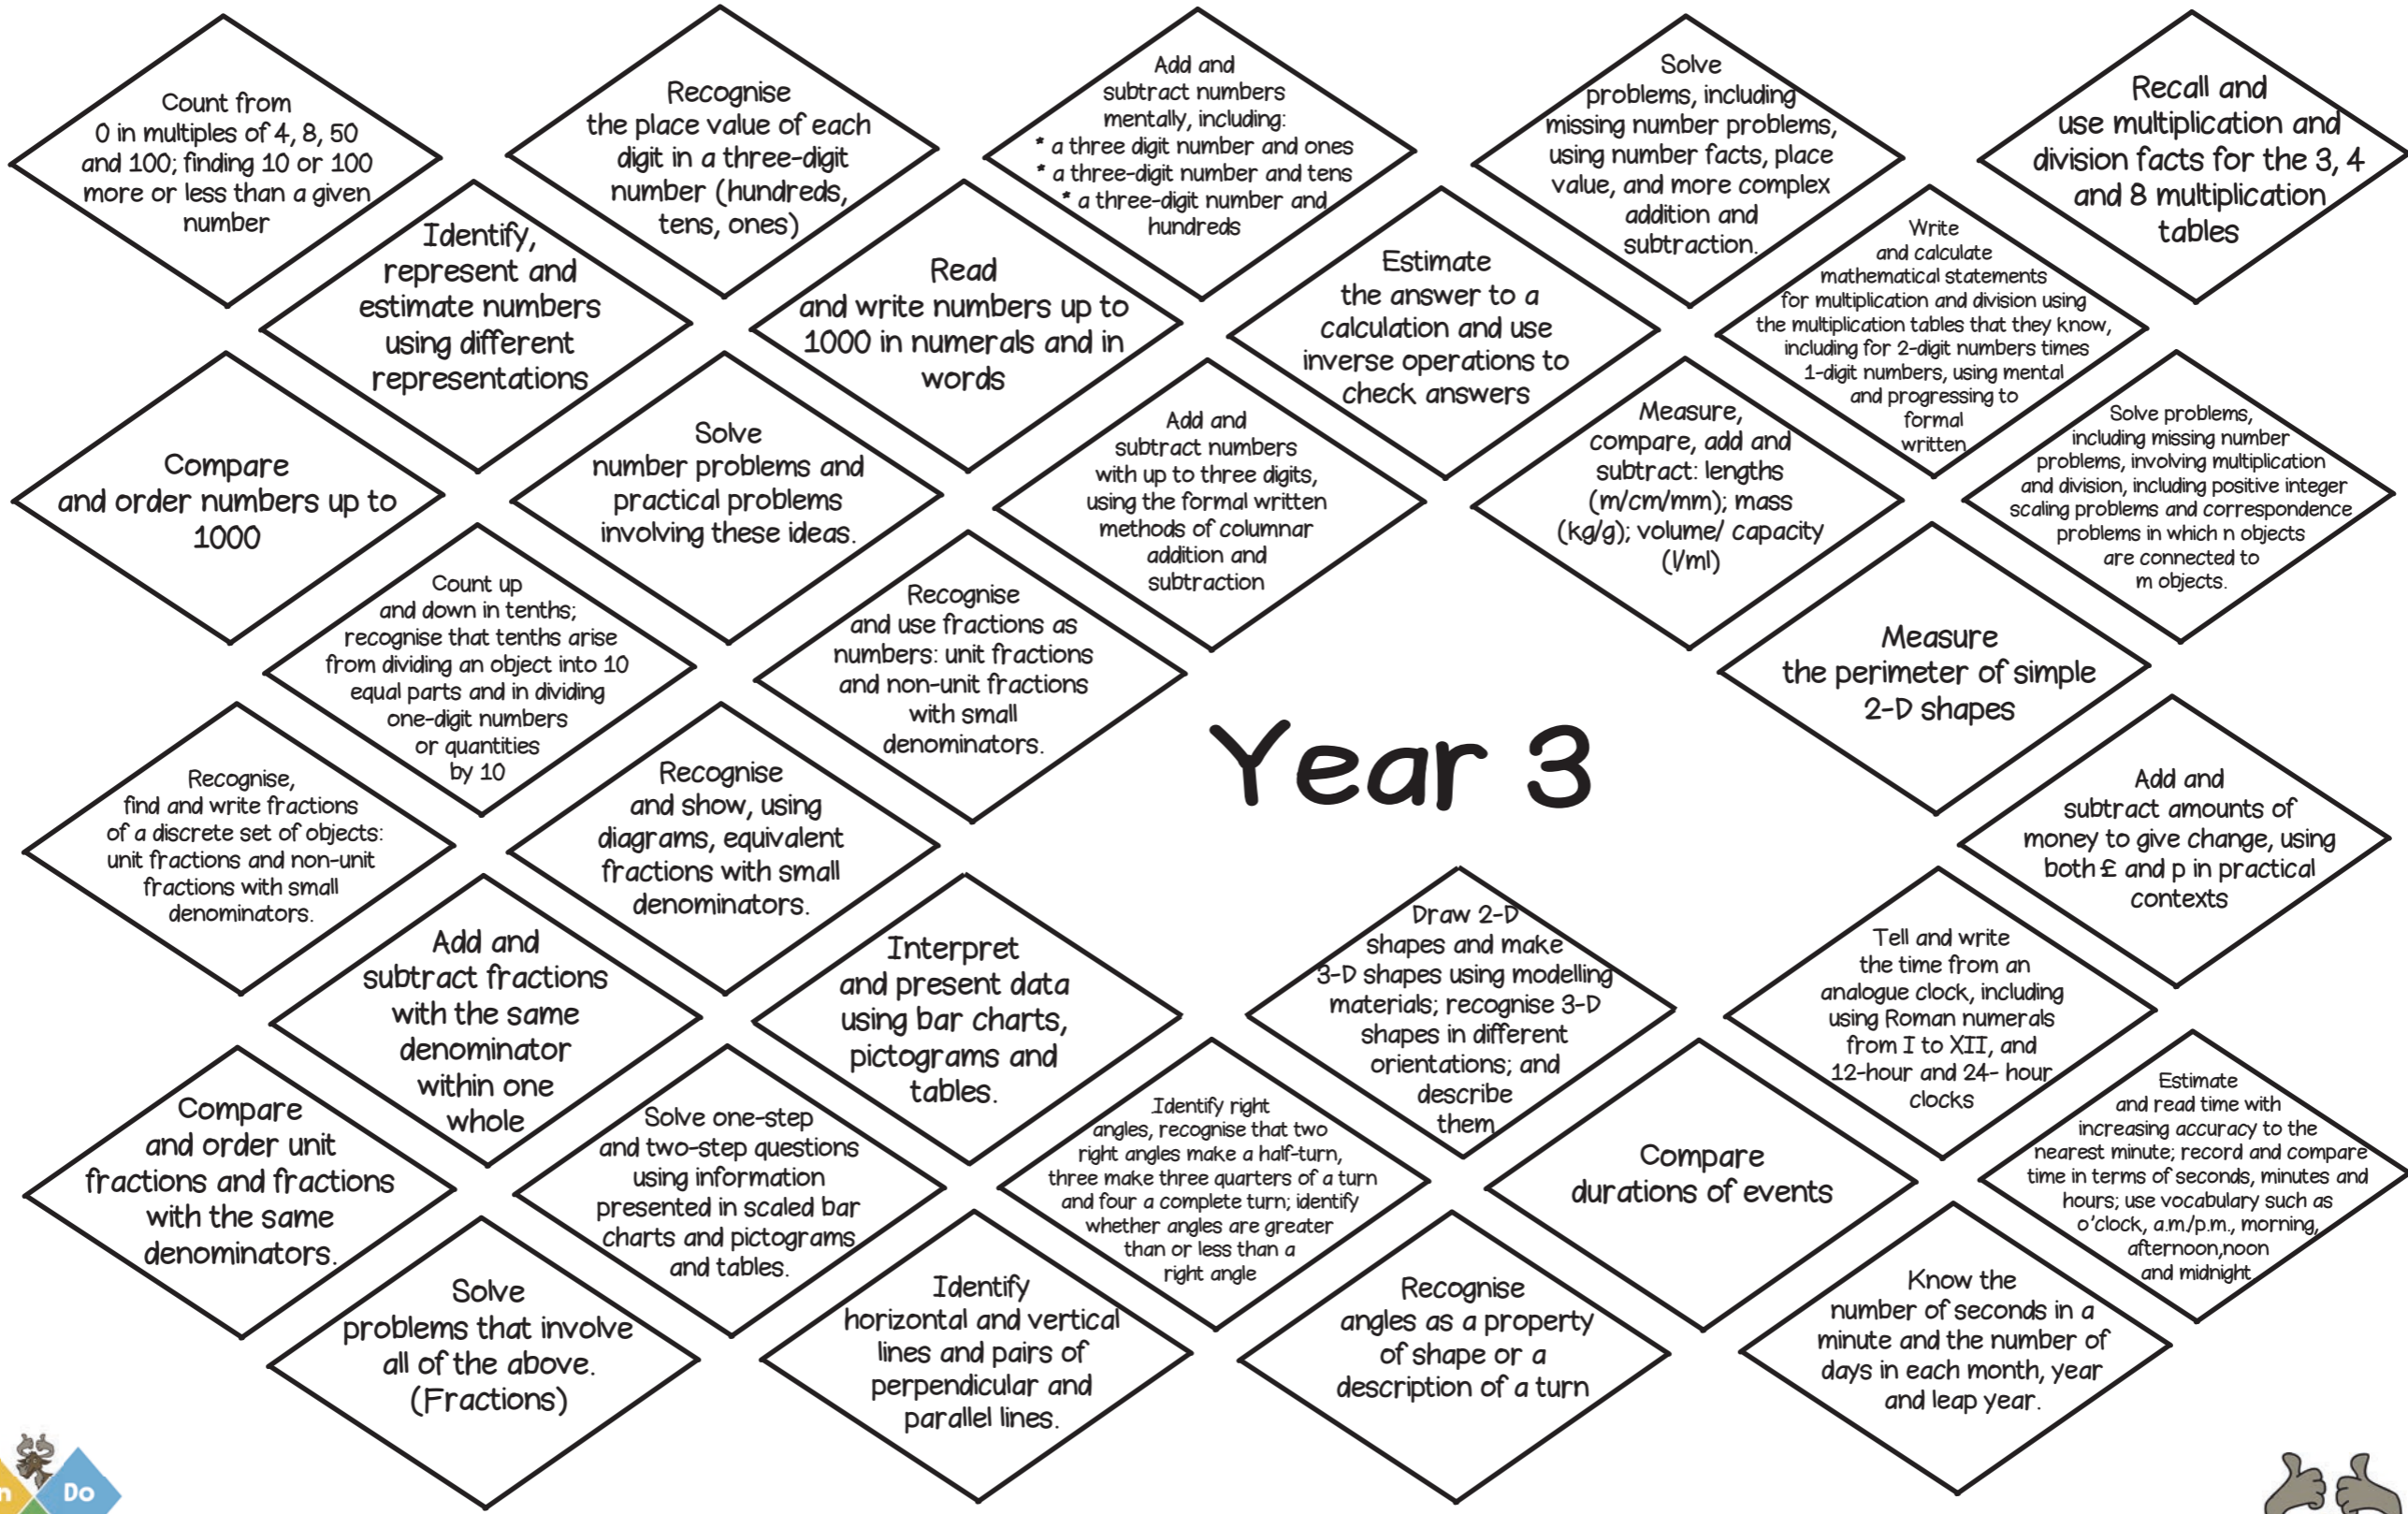 Count from
0 in multiples of 4, 8, 50
and 100; finding 10 or 100
more or less than a given
number
Recognise
the place value of each
digit in a three-digit
number (hundreds,
tens, ones)
Add and
subtract numbers
mentally, including:
* a three digit number and ones
* a three-digit number and tens
* a three-digit number and
hundreds
Solve
problems, including
missing number problems,
using number facts, place
value, and more complex
addition and
subtraction.
Recall and
use multiplication and
division facts for the 3, 4
and 8 multiplication
tables
Identify,
represent and
estimate numbers
using different
representations
Read
and write numbers up to
1000 in numerals and in
words
Estimate
the answer to a
calculation and use
inverse operations to
check answers
Write
and calculate
mathematical statements
for multiplication and division using
the multiplication tables that they know,
including for 2-digit numbers times
1-digit numbers, using mental
and progressing to
formal
written
Compare
and order numbers up to
1000
Solve
number problems and
practical problems
involving these ideas.
Add and
subtract numbers
with up to three digits,
using the formal written
methods of columnar
addition and
subtraction
Measure,
compare, add and
subtract: lengths
(m/cm/mm); mass
(kg/g); volume/ capacity
(l/ml)
Solve problems,
including missing number
problems, involving multiplication
and division, including positive integer
scaling problems and correspondence
problems in which n objects
are connected to
m objects.
Count up
and down in tenths;
recognise that tenths arise
from dividing an object into 10
equal parts and in dividing
one-digit numbers
or quantities
by 10
Recognise
and use fractions as
numbers: unit fractions
and non-unit fractions
with small
denominators.
Measure
the perimeter of simple
2-D shapes
Year 3
Recognise,
find and write fractions
of a discrete set of objects:
unit fractions and non-unit
fractions with small
denominators.
Recognise
and show, using
diagrams, equivalent
fractions with small
denominators.
Add and
subtract amounts of
money to give change, using
both £ and p in practical
contexts
Add and
subtract fractions
with the same
denominator
within one
whole
Interpret
and present data
using bar charts,
pictograms and
tables.
Draw 2-D
shapes and make
3-D shapes using modelling
materials; recognise 3-D
shapes in different
orientations; and
describe
them
Tell and write
the time from an
analogue clock, including
using Roman numerals
from I to XII, and
12-hour and 24- hour
clocks
Compare
and order unit
fractions and fractions
with the same
denominators.
Solve one-step
and two-step questions
using information
presented in scaled bar
charts and pictograms
and tables.
Identify right
angles, recognise that two
right angles make a half-turn,
three make three quarters of a turn
and four a complete turn; identify
whether angles are greater
than or less than a
right angle
Compare
durations of events
Estimate
and read time with
increasing accuracy to the
nearest minute; record and compare
time in terms of seconds, minutes and
hours; use vocabulary such as
o'clock, a.m./p.m., morning,
afternoon,noon
and midnight
Solve
problems that involve
all of the above.
(Fractions)
Identify
horizontal and vertical
lines and pairs of
perpendicular and
parallel lines.
Recognise
angles as a property
of shape or a
description of a turn
Know the
number of seconds in a
minute and the number of
days in each month, year
and leap year.
Do